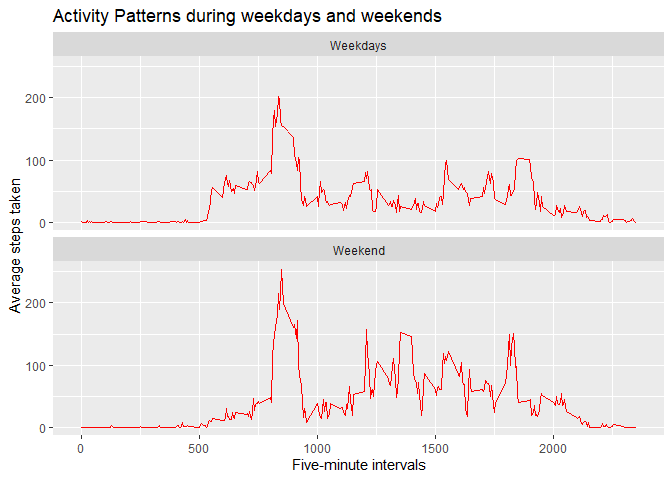 Activity Patterns during weekdays and weekends
Weekdays
200
100
0
Weekend
200
100
0
Average steps taken
0 500 1000 1500 2000
Five-minute intervals